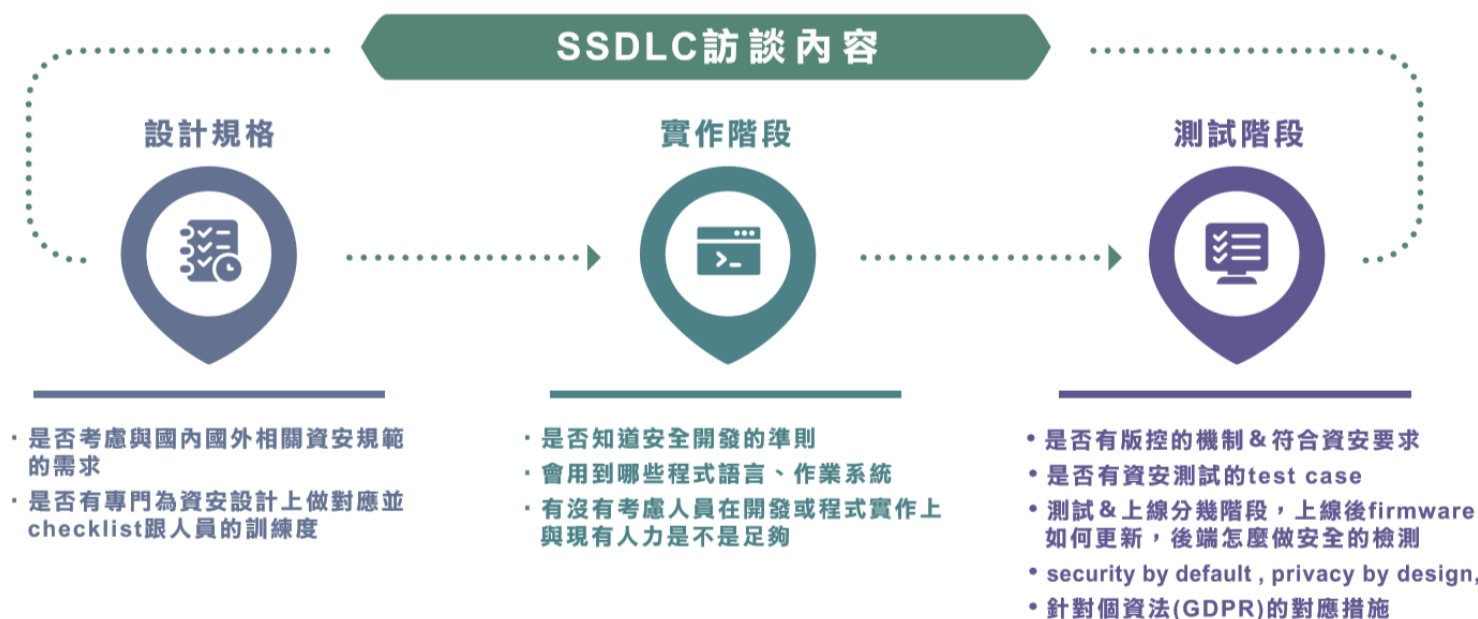 SSDLC訪談內容
設計規格
· 是否考慮與國內國外相關資安規範
的需求
· 是否有專門為資安設計上做對應並
checklist跟人員的訓練度
實作階段
· 是否知道安全開發的準則
· 會用到哪些程式語言、作業系統
· 有沒有考慮人員在開發或程式實作上
與現有人力是不是足夠
測試階段
• 是否有版控的機制＆符合資安要求
• 是否有資安測試的test case
• 測試＆上線分幾階段，上線後firmware
如何更新，後端怎麼做安全的檢測
• security by default , privacy by design,
• 針對個資法(GDPR)的對應措施